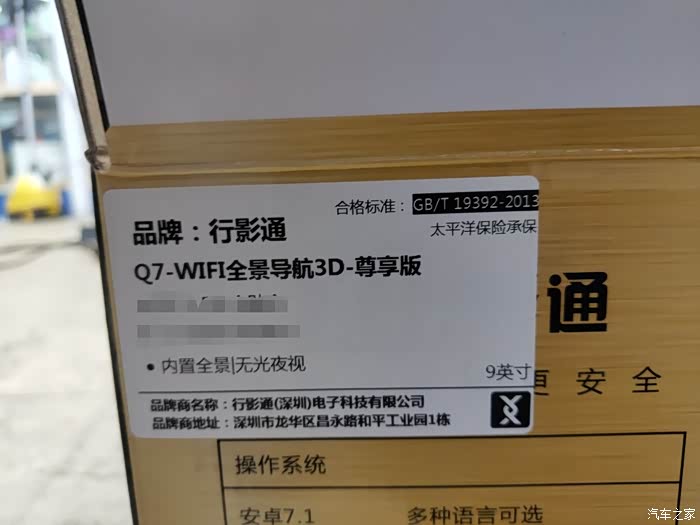 合格标准：GB/T 19392-2013
品牌：行影通
太平洋保险承保
Q7-WIFI全景导航3D-尊享版
通
• 内置全景|无光夜视
9英寸
更安全
品牌商名称：行影通(深圳)电子科技有限公司
品牌商地址：深圳市龙华区昌永路和平工业园1栋
操作系统
安卓7.1 多种语言可选
汽车之家